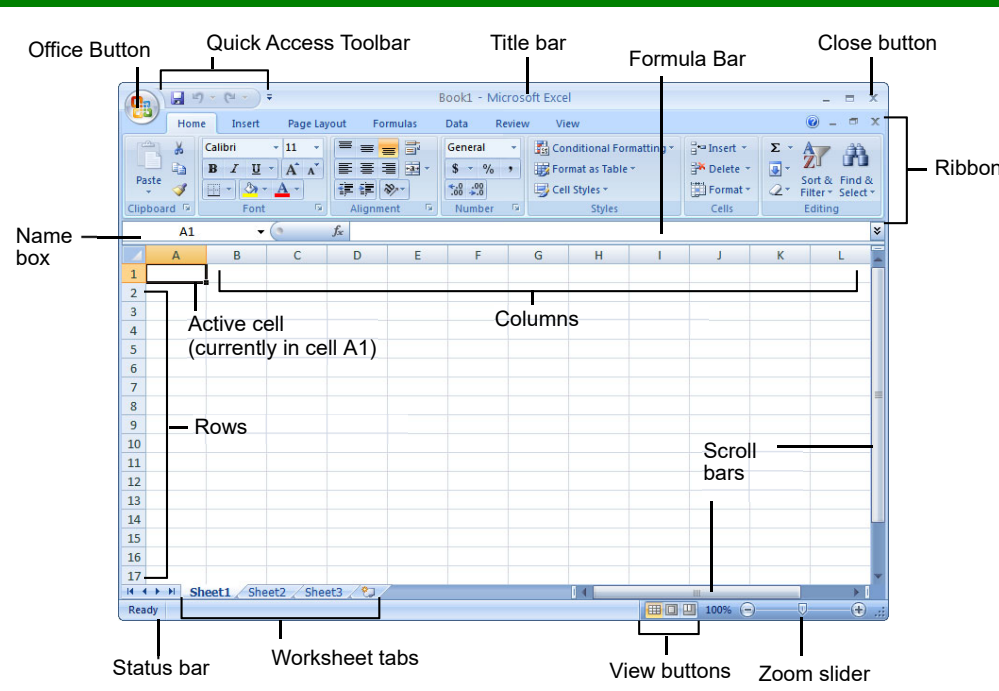 Office Button
Quick Access Toolbar
Title bar
Formula Bar
Close button
Book1 - Microsoft Excel
Home Insert Page Layout Formulas Data Review View
Calibri 11 General Conditional Formatting Insert Σ
B I U A A $ % , Format as Table Delete
Paste A .00 .0 Cell Styles Format Sort & Find &
Filter Select
Clipboard Font Alignment Number Styles Cells Editing
Ribbon
Name
box
A1 fx
A B C D E F G H I J K L
1
2
3
4
5
6
7
8
9
10
11
12
13
14
15
16
17
Active cell
(currently in cell A1)
Columns
Rows
Scroll
bars
Sheet1 Sheet2 Sheet3
Ready 100%
Status bar
Worksheet tabs
View buttons
Zoom slider